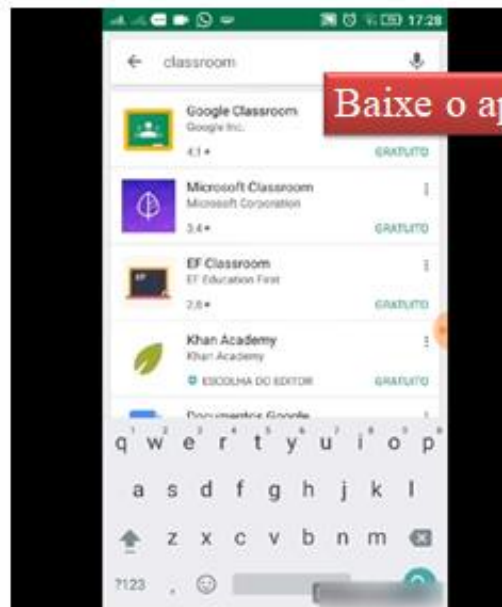 17:28
classroom
Baixe o ap
Google Classroom
Google Inc.
4,1 ★
GRATUITO
Microsoft Classroom
Microsoft Corporation
3,4 ★
GRATUITO
EF Classroom
EF Education First
2,8 ★
GRATUITO
Khan Academy
Khan Academy
ESCOLHA DO EDITOR
GRATUITO
Documentos Google
q w e r t y u i o p
a s d f g h j k l
z x c v b n m
?123 ,